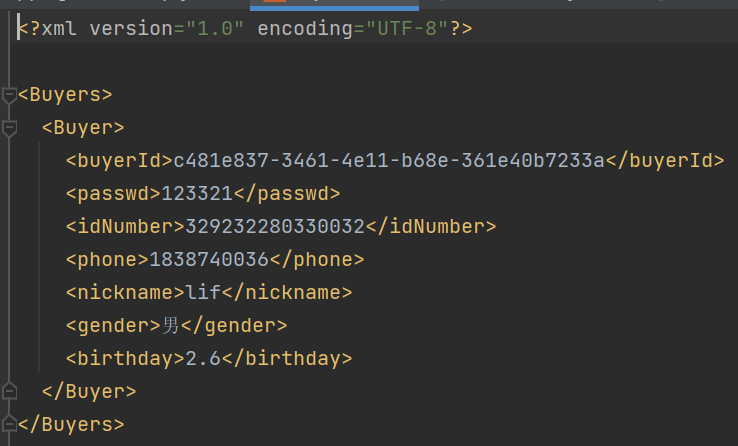 <?xml version="1.0" encoding="UTF-8"?>
<Buyers>
<Buyer>
<buyerId>c481e837-3461-4e11-b68e-361e40b7233a</buyerId>
<passwd>123321</passwd>
<idNumber>329232280330032</idNumber>
<phone>1838740036</phone>
<nickname>lif</nickname>
<gender>男</gender>
<birthday>2.6</birthday>
</Buyer>
</Buyers>